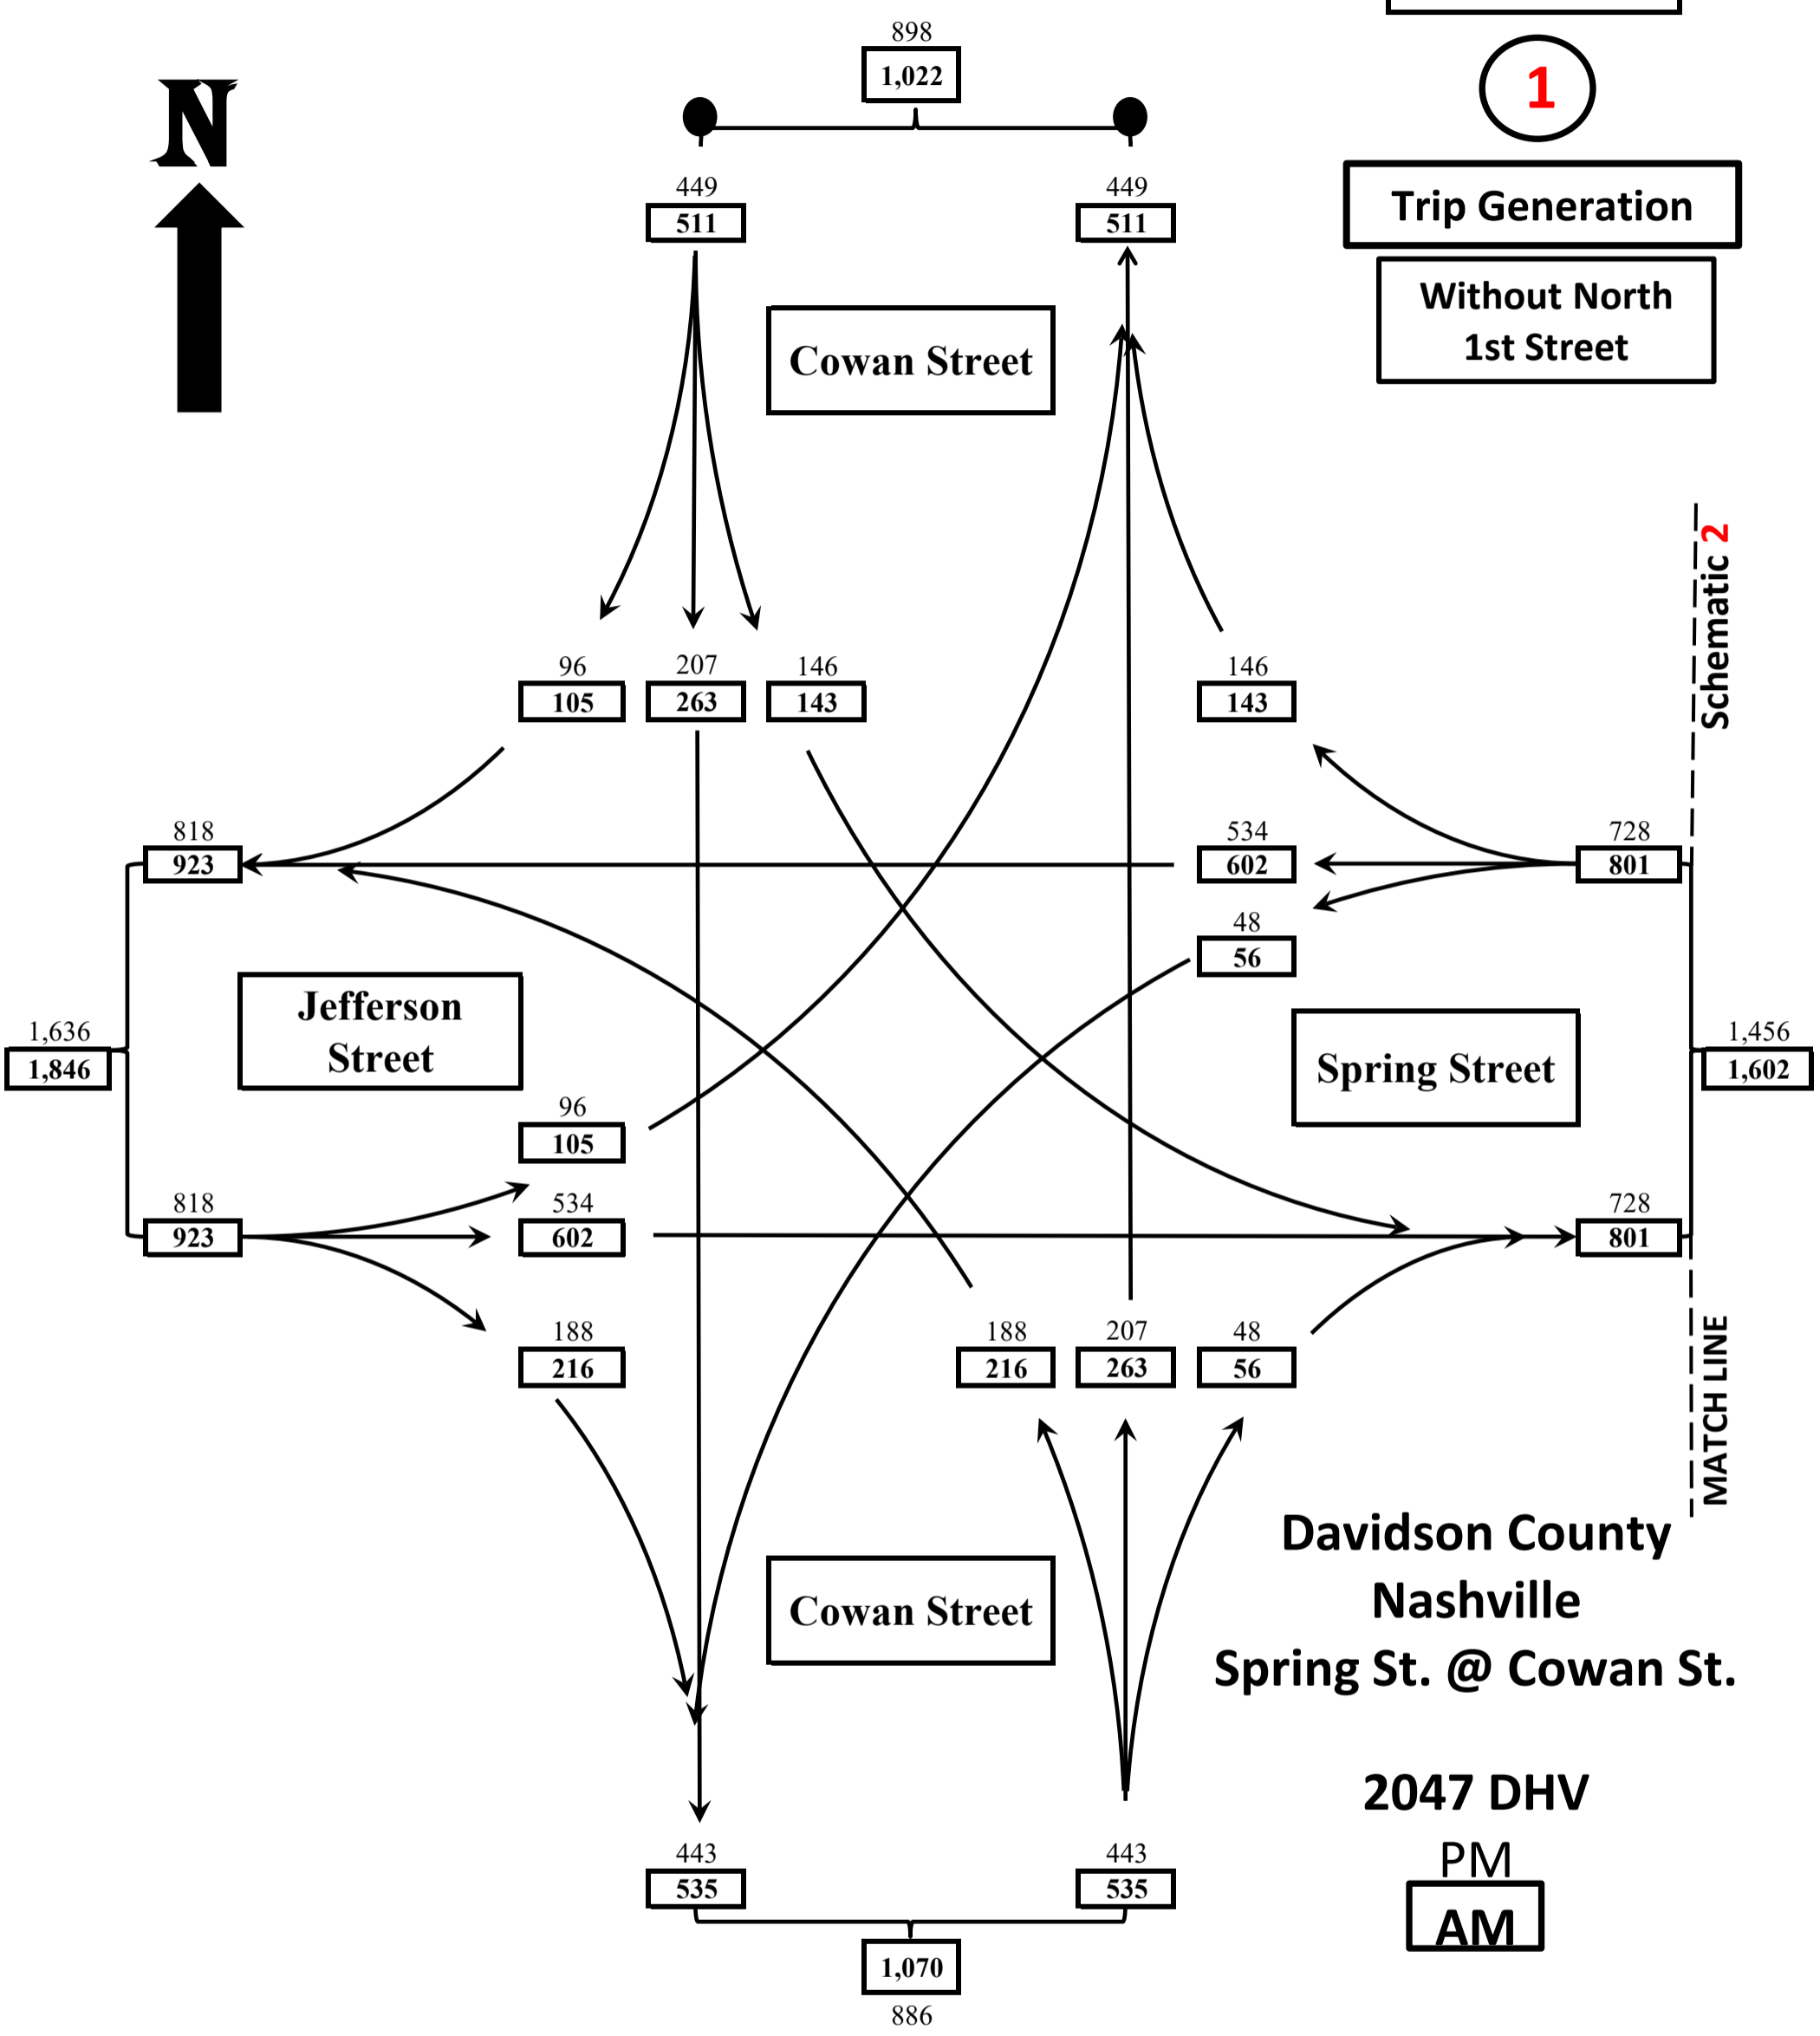 898
1,022
1
N
449
449
511
511
Trip Generation
Without North
1st Street
Cowan Street
Schematic 2
96
207
146
146
105
263
143
143
818
534
728
923
602
801
48
56
Jefferson
Street
1,636
1,846
Spring Street
1,456
1,602
96
105
818
534
728
923
602
801
188
188
207
48
216
216
263
56
MATCH LINE
Davidson County
Nashville
Spring St. @ Cowan St.
Cowan Street
2047 DHV
PM
AM
443
443
535
535
1,070
886